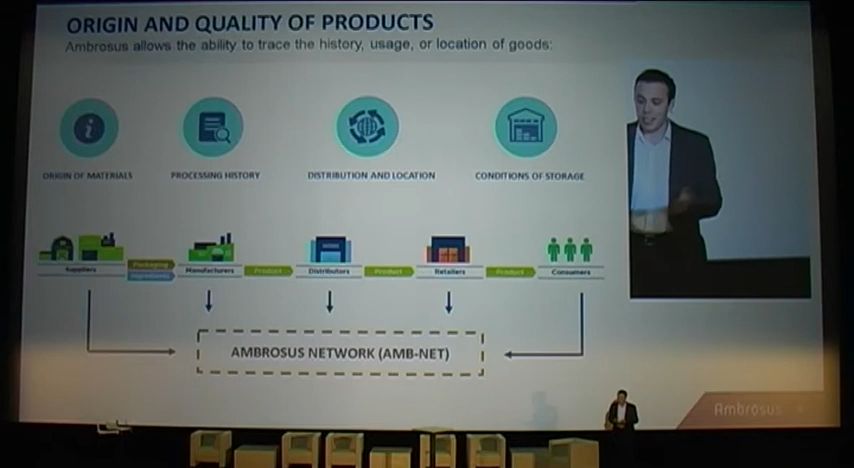 ORIGIN AND QUALITY OF PRODUCTS
Ambrosus allows the ability to trace the history, usage, or location of goods:
ORIGIN OF MATERIALS
PROCESSING HISTORY
DISTRIBUTION AND LOCATION
CONDITIONS OF STORAGE
Suppliers
Packaging
Ingredients
Manufacturers
Product
Distributors
Product
Retailers
Product
Consumers
AMBROSUS NETWORK (AMB-NET)
Ambrosus